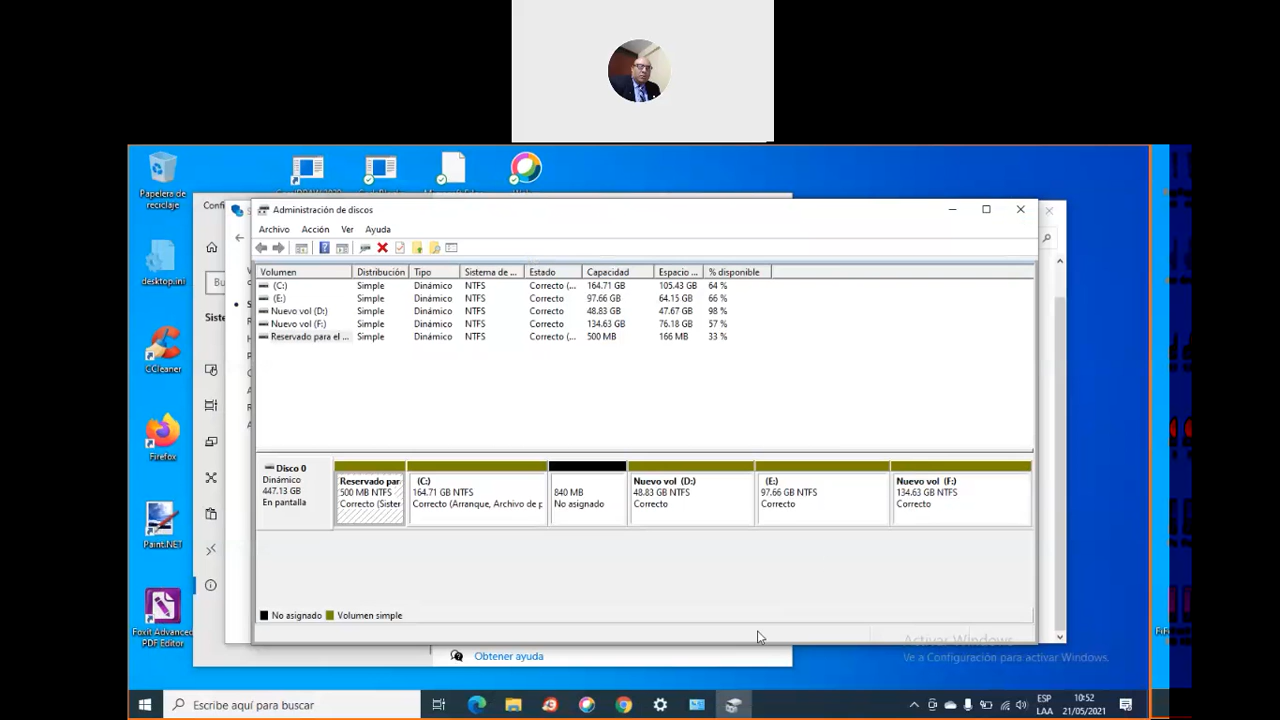 Papelera de
reciclaje
desktop.ini
CCleaner
Firefox
Paint.NET
Foxit Advanced
PDF Editor
Confi
Siste
Administración de discos
Archivo Acción Ver Ayuda
Volumen Distribución Tipo Sistema de ... Estado Capacidad Espacio ... % disponible
(C:) Simple Dinámico NTFS Correcto (... 164.71 GB 105.43 GB 64 %
(E:) Simple Dinámico NTFS Correcto 97.66 GB 64.15 GB 66 %
Nuevo vol (D:) Simple Dinámico NTFS Correcto 48.83 GB 47.67 GB 98 %
Nuevo vol (F:) Simple Dinámico NTFS Correcto 134.63 GB 76.18 GB 57 %
Reservado para el ... Simple Dinámico NTFS Correcto (... 500 MB 166 MB 33 %
Disco 0
Dinámico
447.13 GB
En pantalla
Reservado par
500 MB NTFS
Correcto (Sister
(C:)
164.71 GB NTFS
Correcto (Arranque, Archivo de p
840 MB
No asignado
Nuevo vol (D:)
48.83 GB NTFS
Correcto
(E:)
97.66 GB NTFS
Correcto
Nuevo vol (F:)
134.63 GB NTFS
Correcto
No asignado Volumen simple
Activar Windows
Ve a Configuración para activar Windows.
Obtener ayuda
Escribe aquí para buscar
ESP
LAA
10:52
21/05/2021